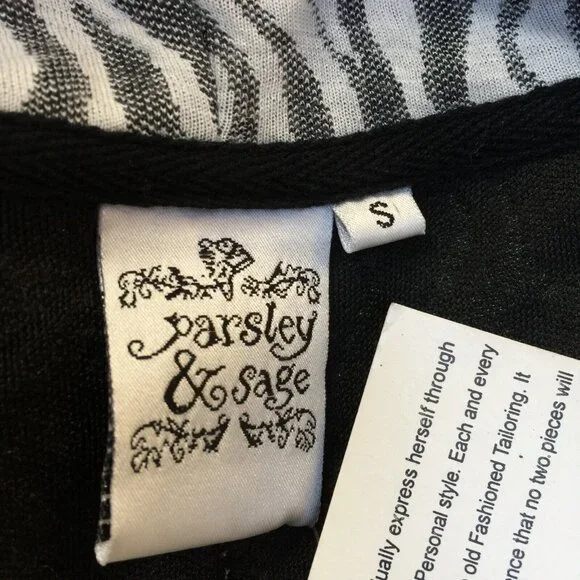 parsley
& sage
S
ually express herself through
Personal style. Each and every
old Fashioned Tailoring. It
nce that no two pieces will